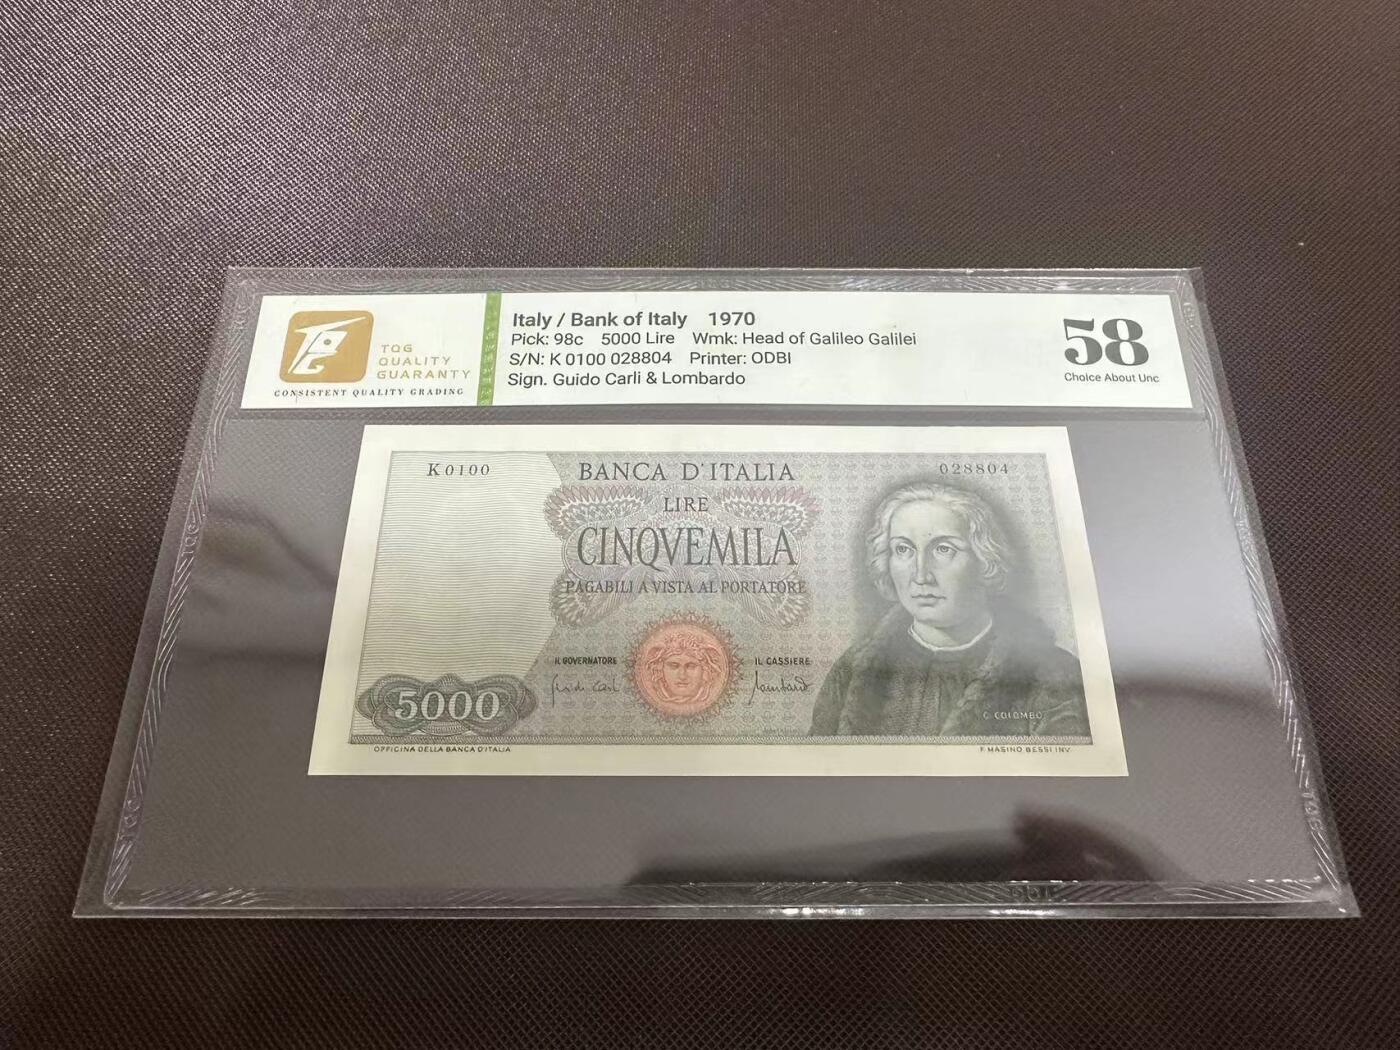 TQG
QUALITY
GUARANTY
CONSISTENT QUALITY GRADING
Italy / Bank of Italy 1970
Pick: 98c 5000 Lire Wmk: Head of Galileo Galilei
S/N: K 0100 028804 Printer: ODBI
Sign. Guido Carli & Lombardo
58
Choice About Unc
K0100
BANCA D'ITALIA
028804
LIRE
CINQVEMILA
PAGABILI A VISTA AL PORTATORE
IL GOVERNATORE
IL CASSIERE
5000
C. COLOMBO
OFFICINA DELLA BANCA D'ITALIA
F. MASINO BESSI INV.